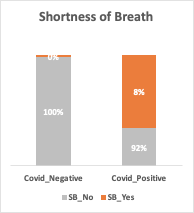 Shortness of Breath
0%
8%
100%
92%
Covid_Negative Covid_Positive
SB_No SB_Yes